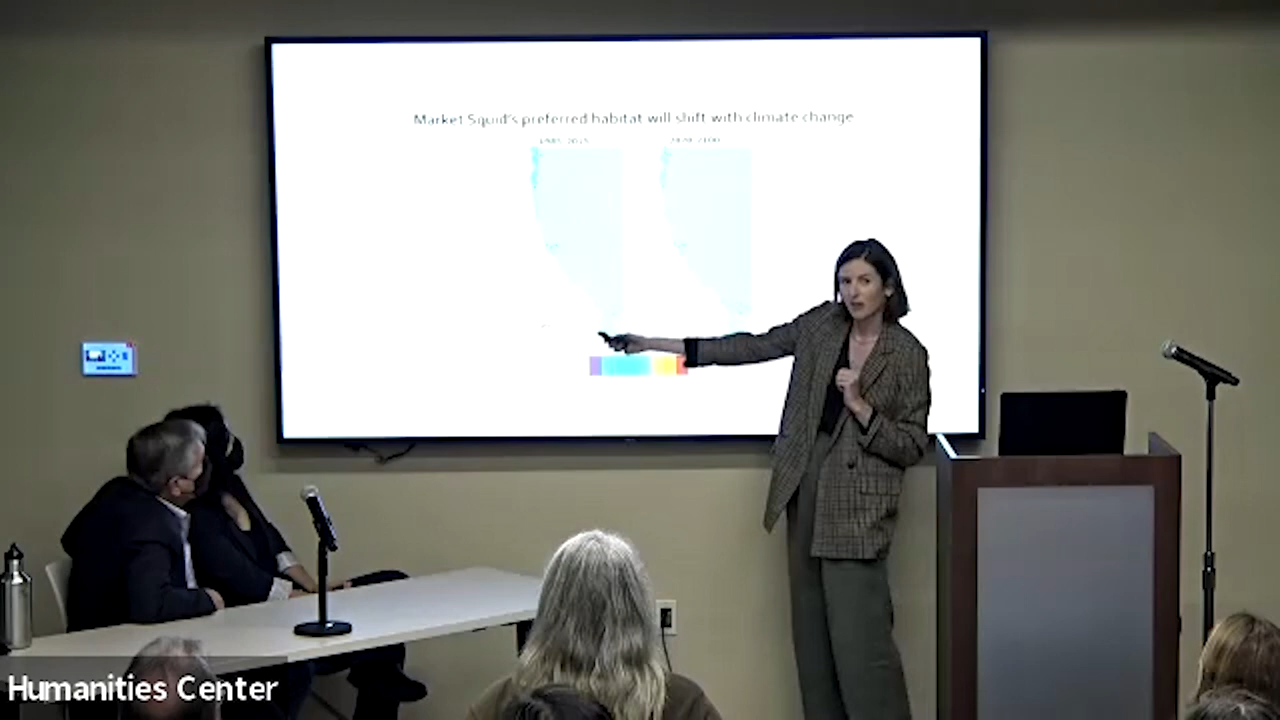 Market Squid's preferred habitat will shift with climate change
Humanities Center